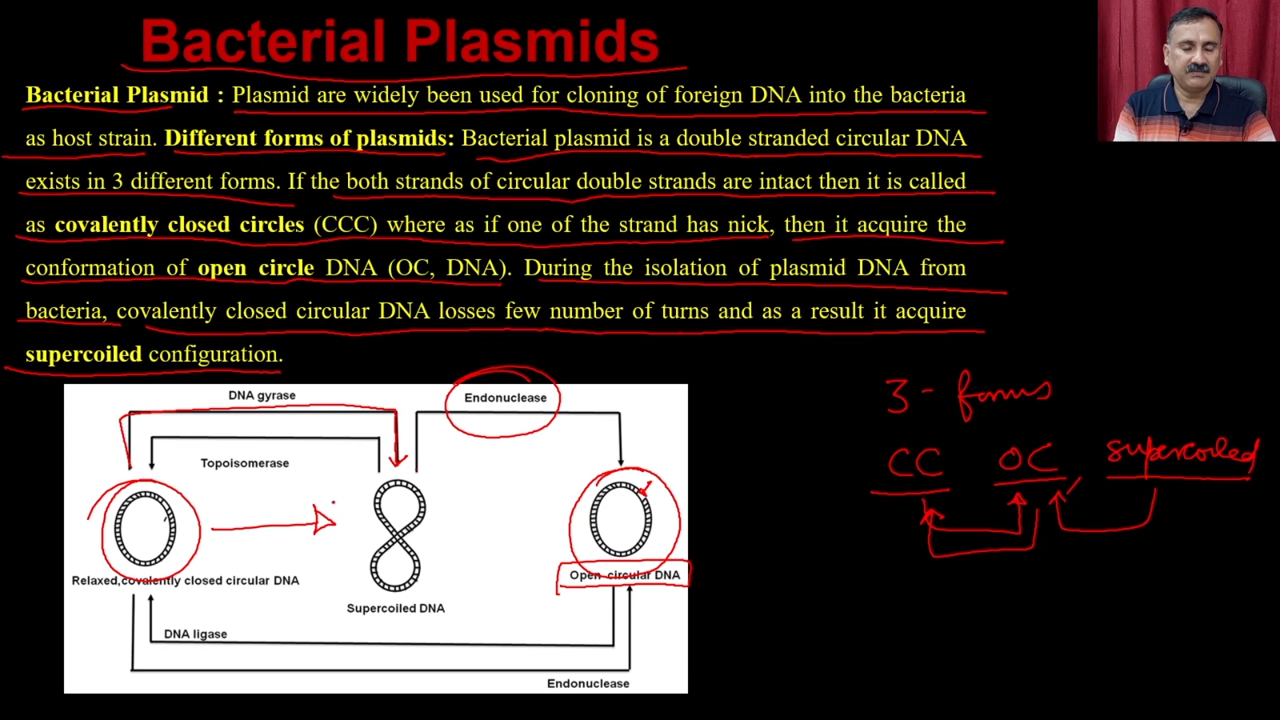 Bacterial Plasmids
Bacterial Plasmid : Plasmid are widely been used for cloning of foreign DNA into the bacteria
as host strain. Different forms of plasmids: Bacterial plasmid is a double stranded circular DNA
exists in 3 different forms. If the both strands of circular double strands are intact then it is called
as covalently closed circles (CCC) where as if one of the strand has nick, then it acquire the
conformation of open circle DNA (OC, DNA). During the isolation of plasmid DNA from
bacteria, covalently closed circular DNA losses few number of turns and as a result it acquire
supercoiled configuration.
DNA gyrase
Endonuclease
Topoisomerase
Relaxed,covalently closed circular DNA
Supercoiled DNA
Open circular DNA
DNA ligase
Endonuclease
3- forms
CC OC, supercoiled